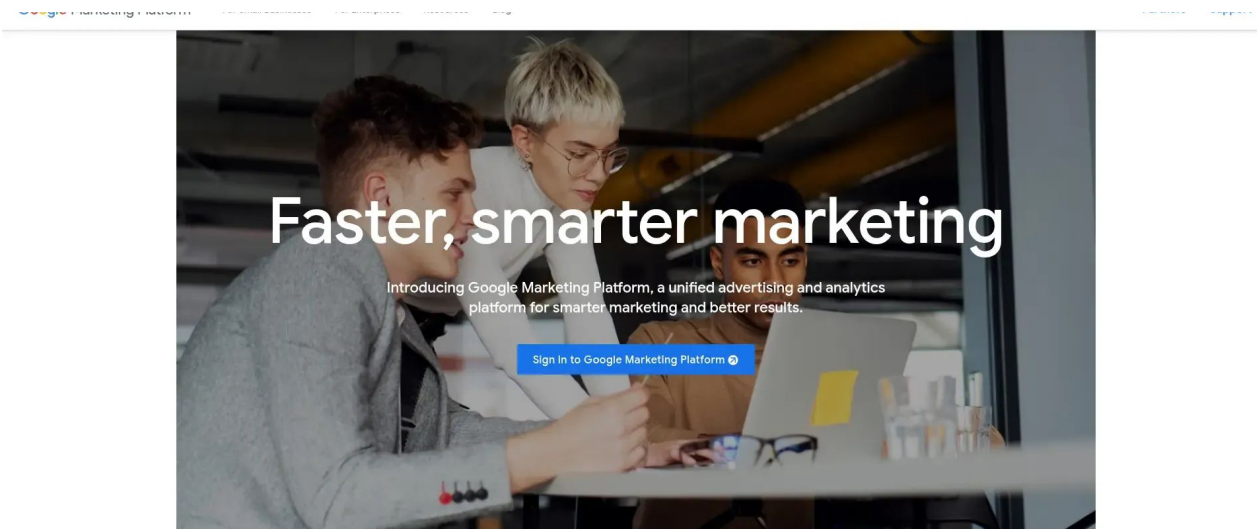 Google Marketing Platform
Faster, smarter marketing
Introducing Google Marketing Platform, a unified advertising and analytics
platform for smarter marketing and better results.
Sign in to Google Marketing Platform